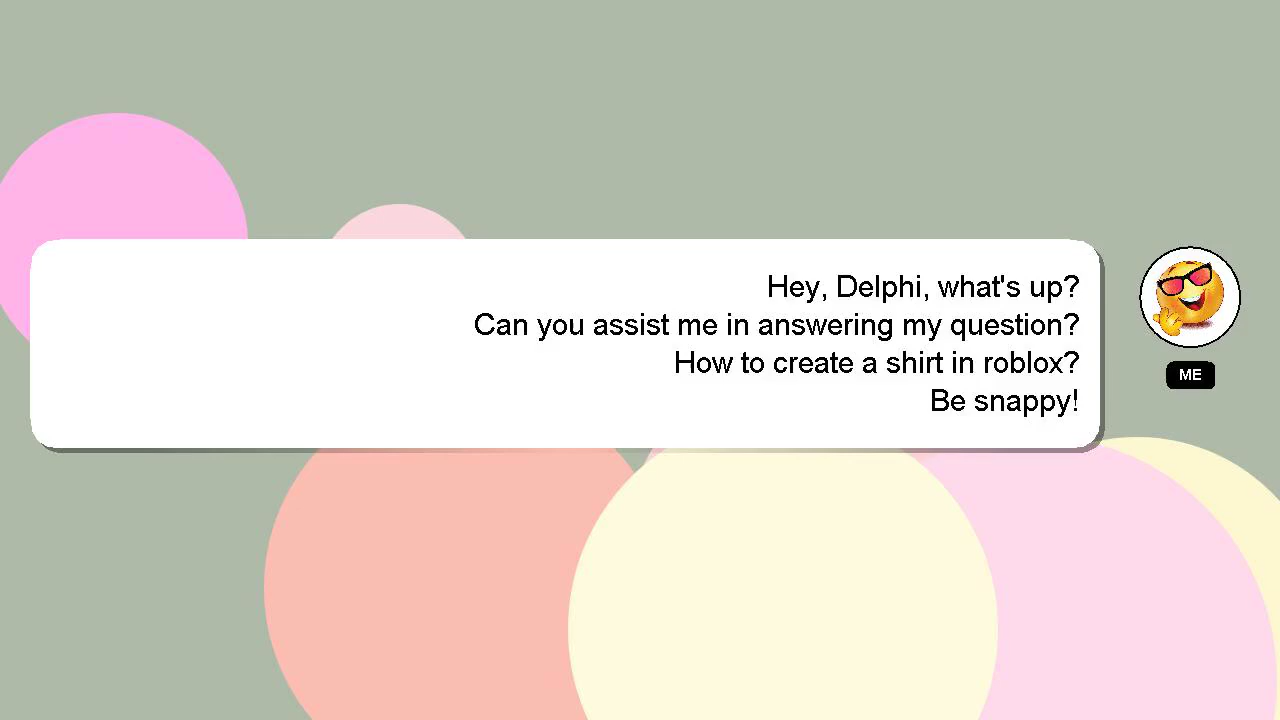 Hey, Delphi, what's up?
Can you assist me in answering my question?
How to create a shirt in roblox?
Be snappy!
ME